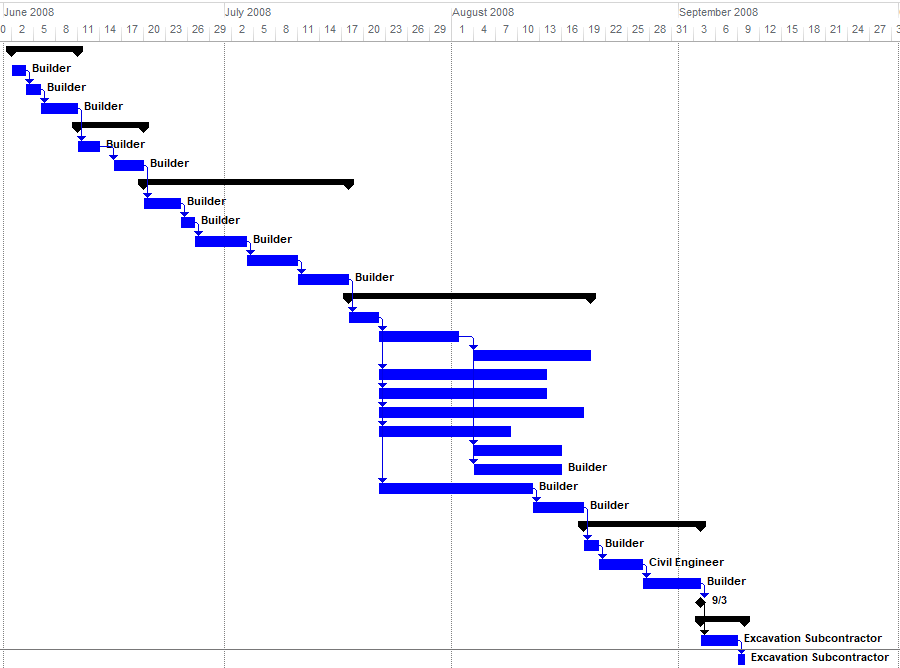 June 2008 July 2008 August 2008 September 2008
0 2 5 8 11 14 17 20 23 26 29 2 5 8 11 14 17 20 23 26 29 1 4 7 10 13 16 19 22 25 28 31 3 6 9 12 15 18 21 24 27 3
Builder
Builder
Builder
Builder
Builder
Builder
Builder
Builder
Builder
Builder
Builder
Builder
Builder
Civil Engineer
Builder
9/3
Excavation Subcontractor
Excavation Subcontractor